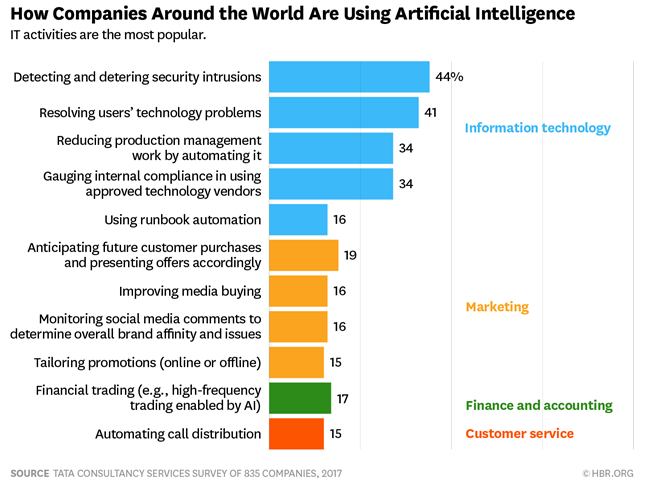 How Companies Around the World Are Using Artificial Intelligence
IT activities are the most popular.
Detecting and detering security intrusions
44%
Resolving users' technology problems
41
Information technology
Reducing production management
work by automating it
34
Gauging internal compliance in using
approved technology vendors
34
Using runbook automation
16
Anticipating future customer purchases
and presenting offers accordingly
19
Improving media buying
16
Marketing
Monitoring social media comments to
determine overall brand affinity and issues
16
Tailoring promotions (online or offline)
15
Financial trading (e.g., high-frequency
trading enabled by AI)
17
Finance and accounting
Automating call distribution
15
Customer service
SOURCE TATA CONSULTANCY SERVICES SURVEY OF 835 COMPANIES, 2017
© HBR.ORG